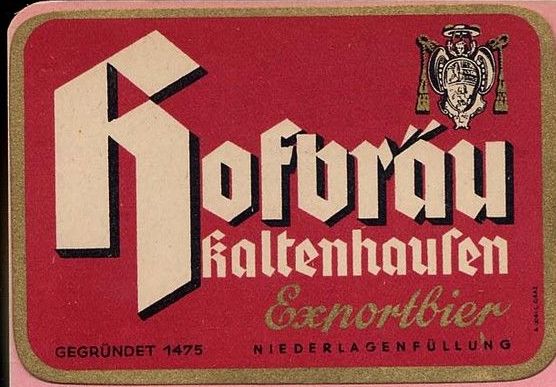 Hofbräu
Kaltenhauſen
Exportbier
GEGRÜNDET 1475
NIEDERLAGENFÜLLUNG